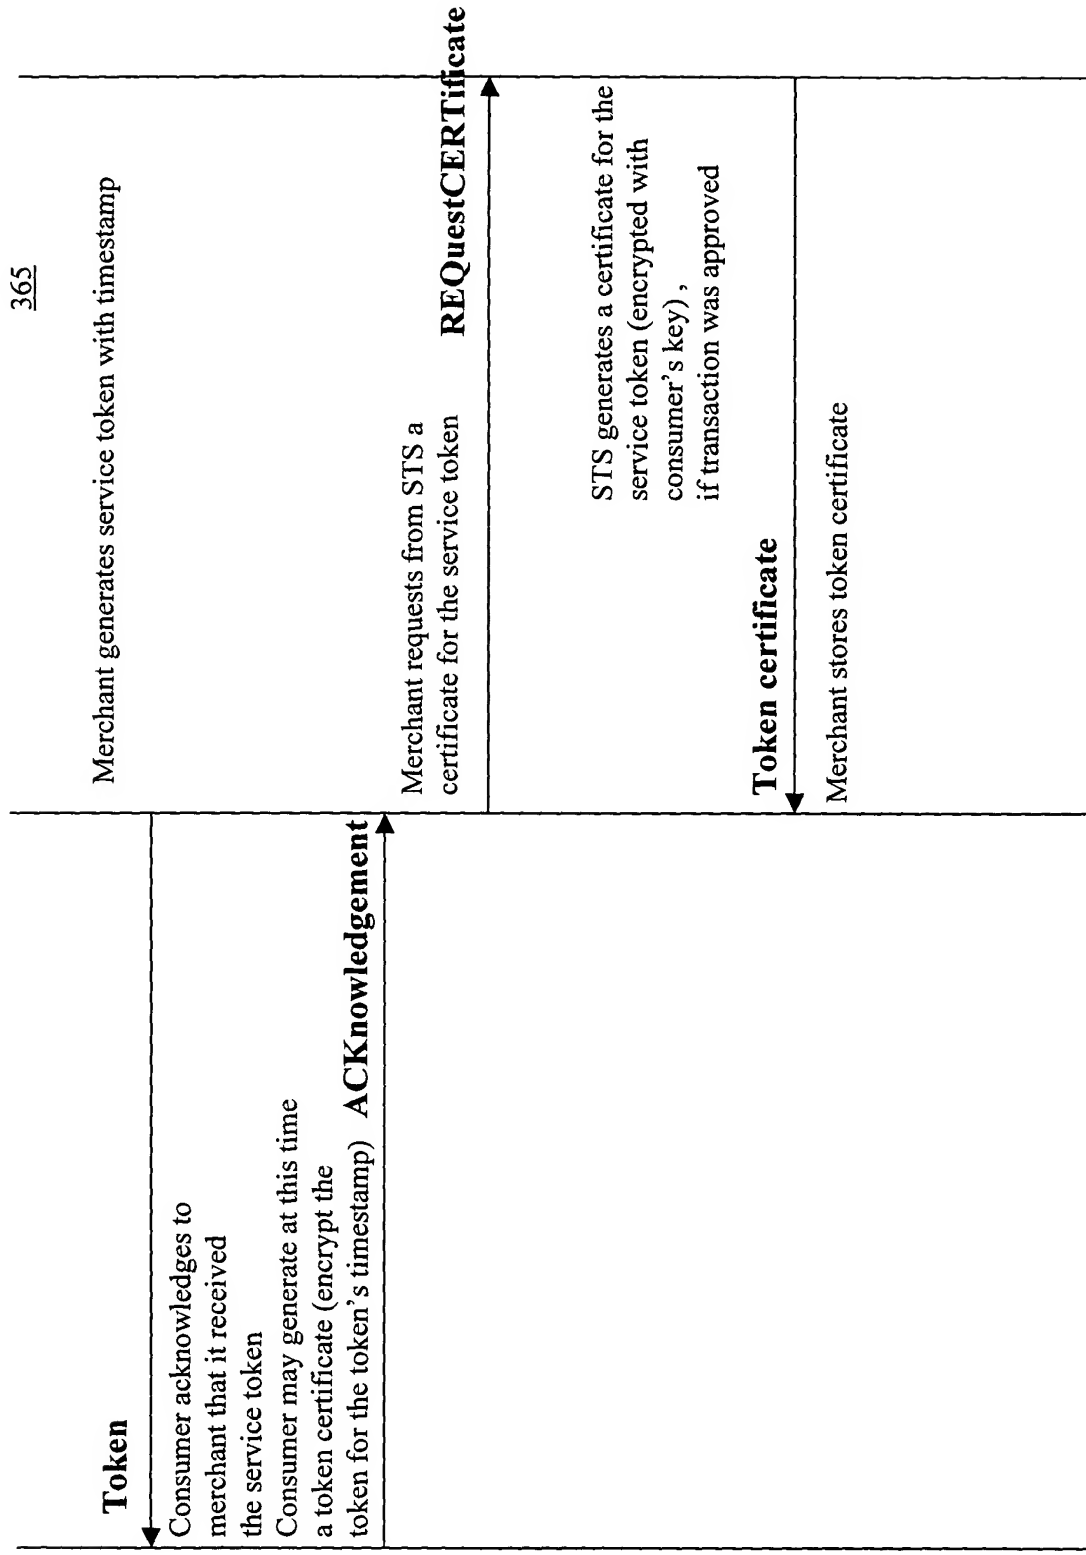 365
Merchant generates service token with timestamp
Token
Consumer acknowledges to
merchant that it received
the service token
Consumer may generate at this time
a token certificate (encrypt the
token for the token's timestamp)
ACKnowledgement
Merchant requests from STS a
certificate for the service token
REQuestCERTificate
STS generates a certificate for the
service token (encrypted with
consumer's key) ,
if transaction was approved
Token certificate
Merchant stores token certificate